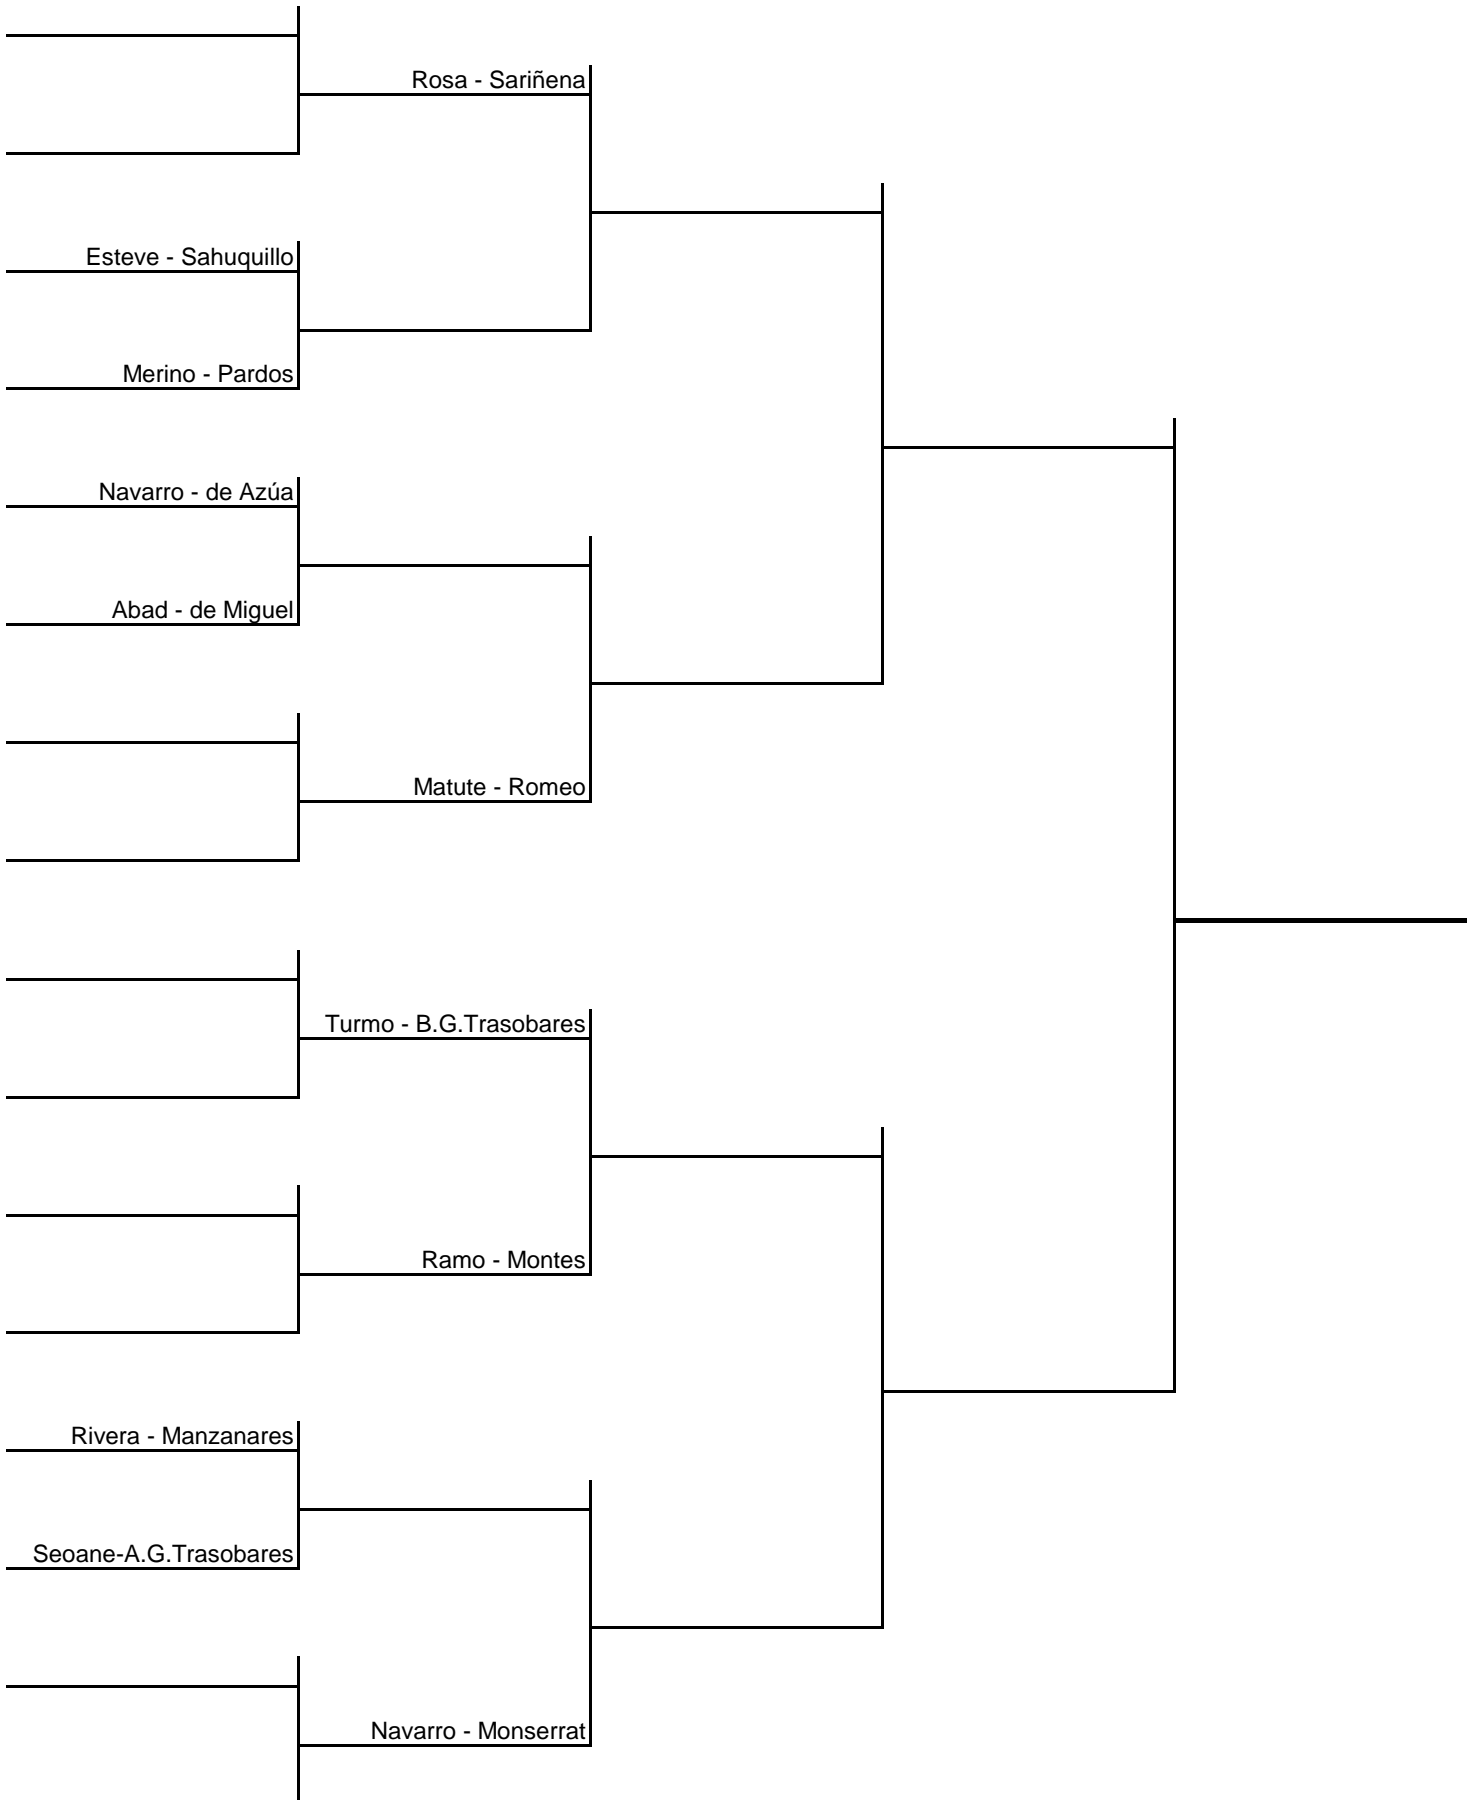 Rosa - Sariñena
Esteve - Sahuquillo
Merino - Pardos
Navarro - de Azúa
Abad - de Miguel
Matute - Romeo
Turmo - B.G.Trasobares
Ramo - Montes
Rivera - Manzanares
Seoane-A.G.Trasobares
Navarro - Monserrat